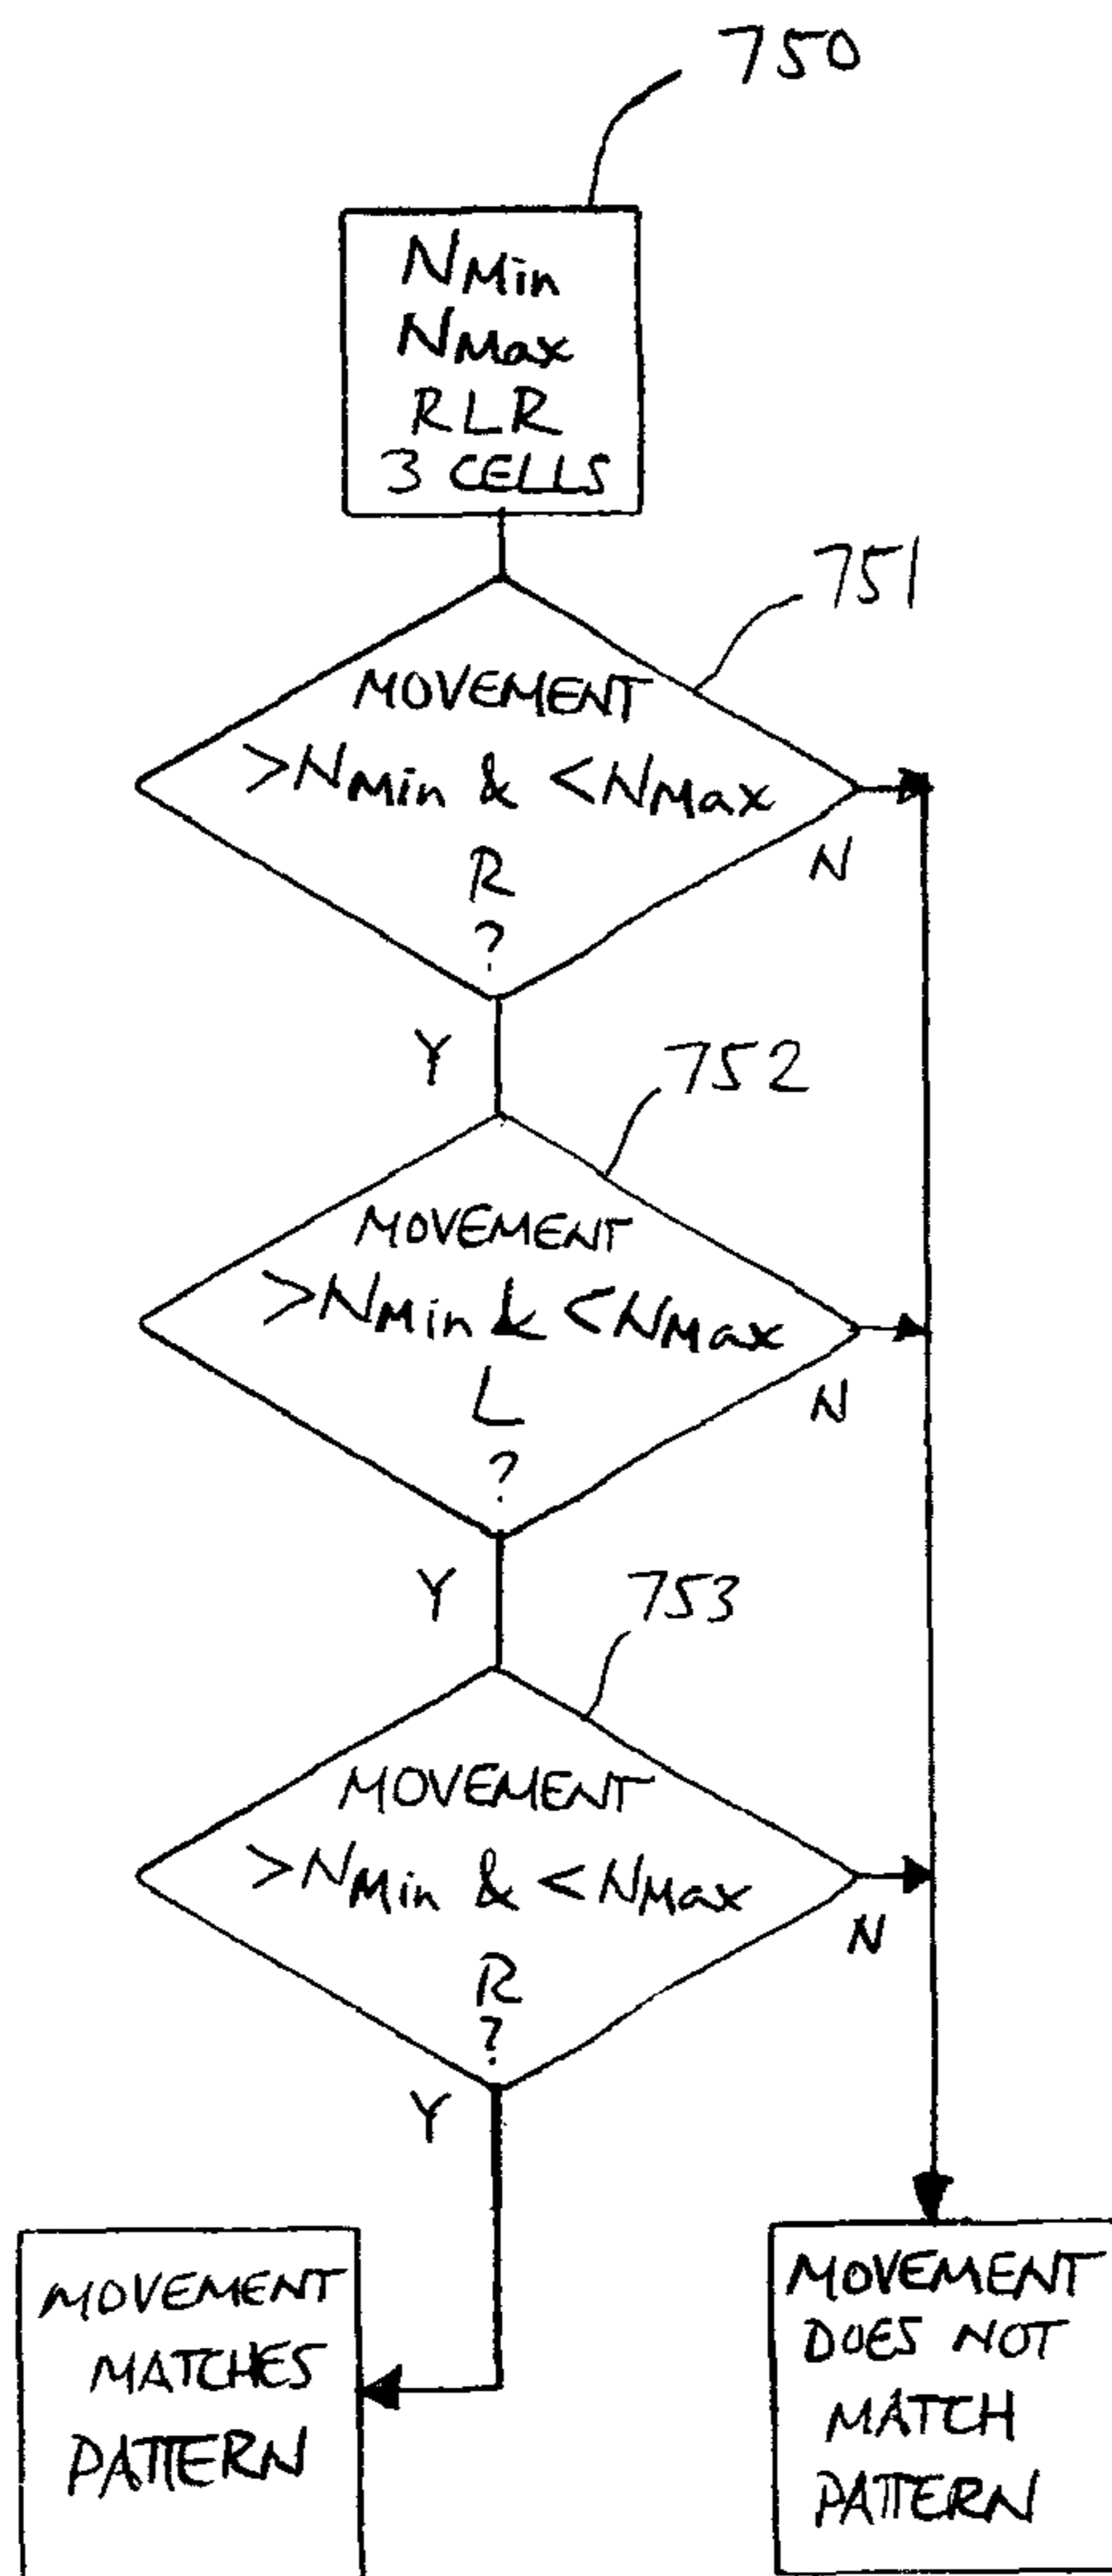 750
NMin
NMax
RLR
3 CELLS
751
MOVEMENT
>NMin & <NMax
R
?
N
Y
752
MOVEMENT
>NMin & <NMax
L
?
N
Y
753
MOVEMENT
>NMin & <NMax
R
?
N
Y
MOVEMENT
MATCHES
PATTERN
MOVEMENT
DOES NOT
MATCH
PATTERN